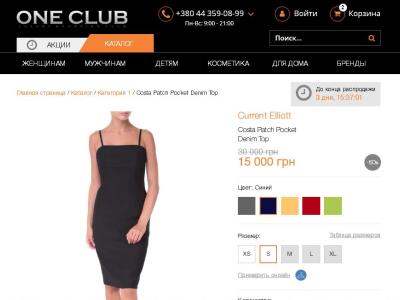 ONE CLUB
+380 44 359-08-99
Пн-Вс: 9:00 - 21:00
Войти
2
Корзина
АКЦИИ
КАТАЛОГ
Поиск...
ЖЕНЩИНАМ
МУЖЧИНАМ
ДЕТЯМ
КОСМЕТИКА
ДЛЯ ДОМА
БРЕНДЫ
Главная страница / Каталог / Категория 1 / Costa Patch Pocket Denim Top
До конца распродажи
3 дня, 15:37:01
Current Elliott
Costa Patch Pocket
Denim Top
30 000 грн
15 000 грн
-50%
Цвет: Синий
Размер:
Таблица размеров
XS
S
M
L
XL
Примерить онлайн